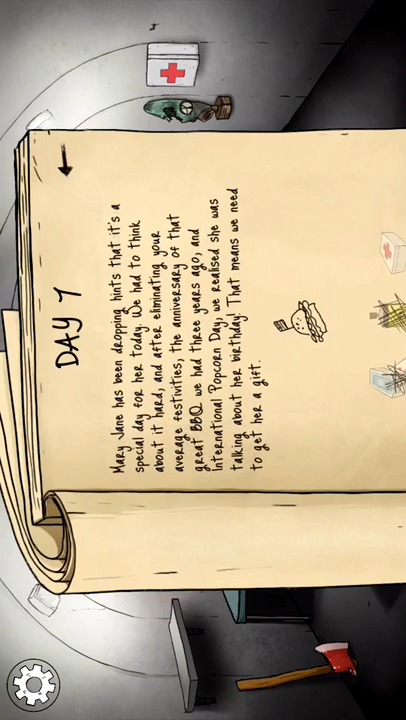 DAY 7
Mary Jane has been dropping hints that it's a
special day for her today. We had to think
about it hard, and after eliminating your
average festivities, the anniversary of that
great BBQ we had three years ago, and
International Popcorn Day, we realised she was
talking about her birthday! That means we need
to get her a gift.